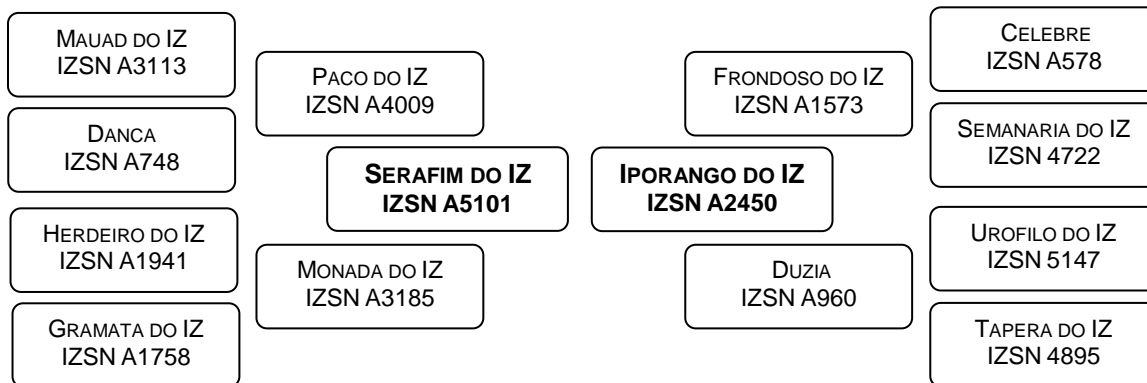 MAUAD DO IZ
IZSN A3113
DANCA
IZSN A748
HERDEIRO DO IZ
IZSN A1941
GRAMATA DO IZ
IZSN A1758
PACO DO IZ
IZSN A4009
MONADA DO IZ
IZSN A3185
SERAFIM DO IZ
IZSN A5101
IPORANGO DO IZ
IZSN A2450
FRONDOSO DO IZ
IZSN A1573
DUZIA
IZSN A960
CELEBRE
IZSN A578
SEMANARIA DO IZ
IZSN 4722
UROFILO DO IZ
IZSN 5147
TAPERA DO IZ
IZSN 4895